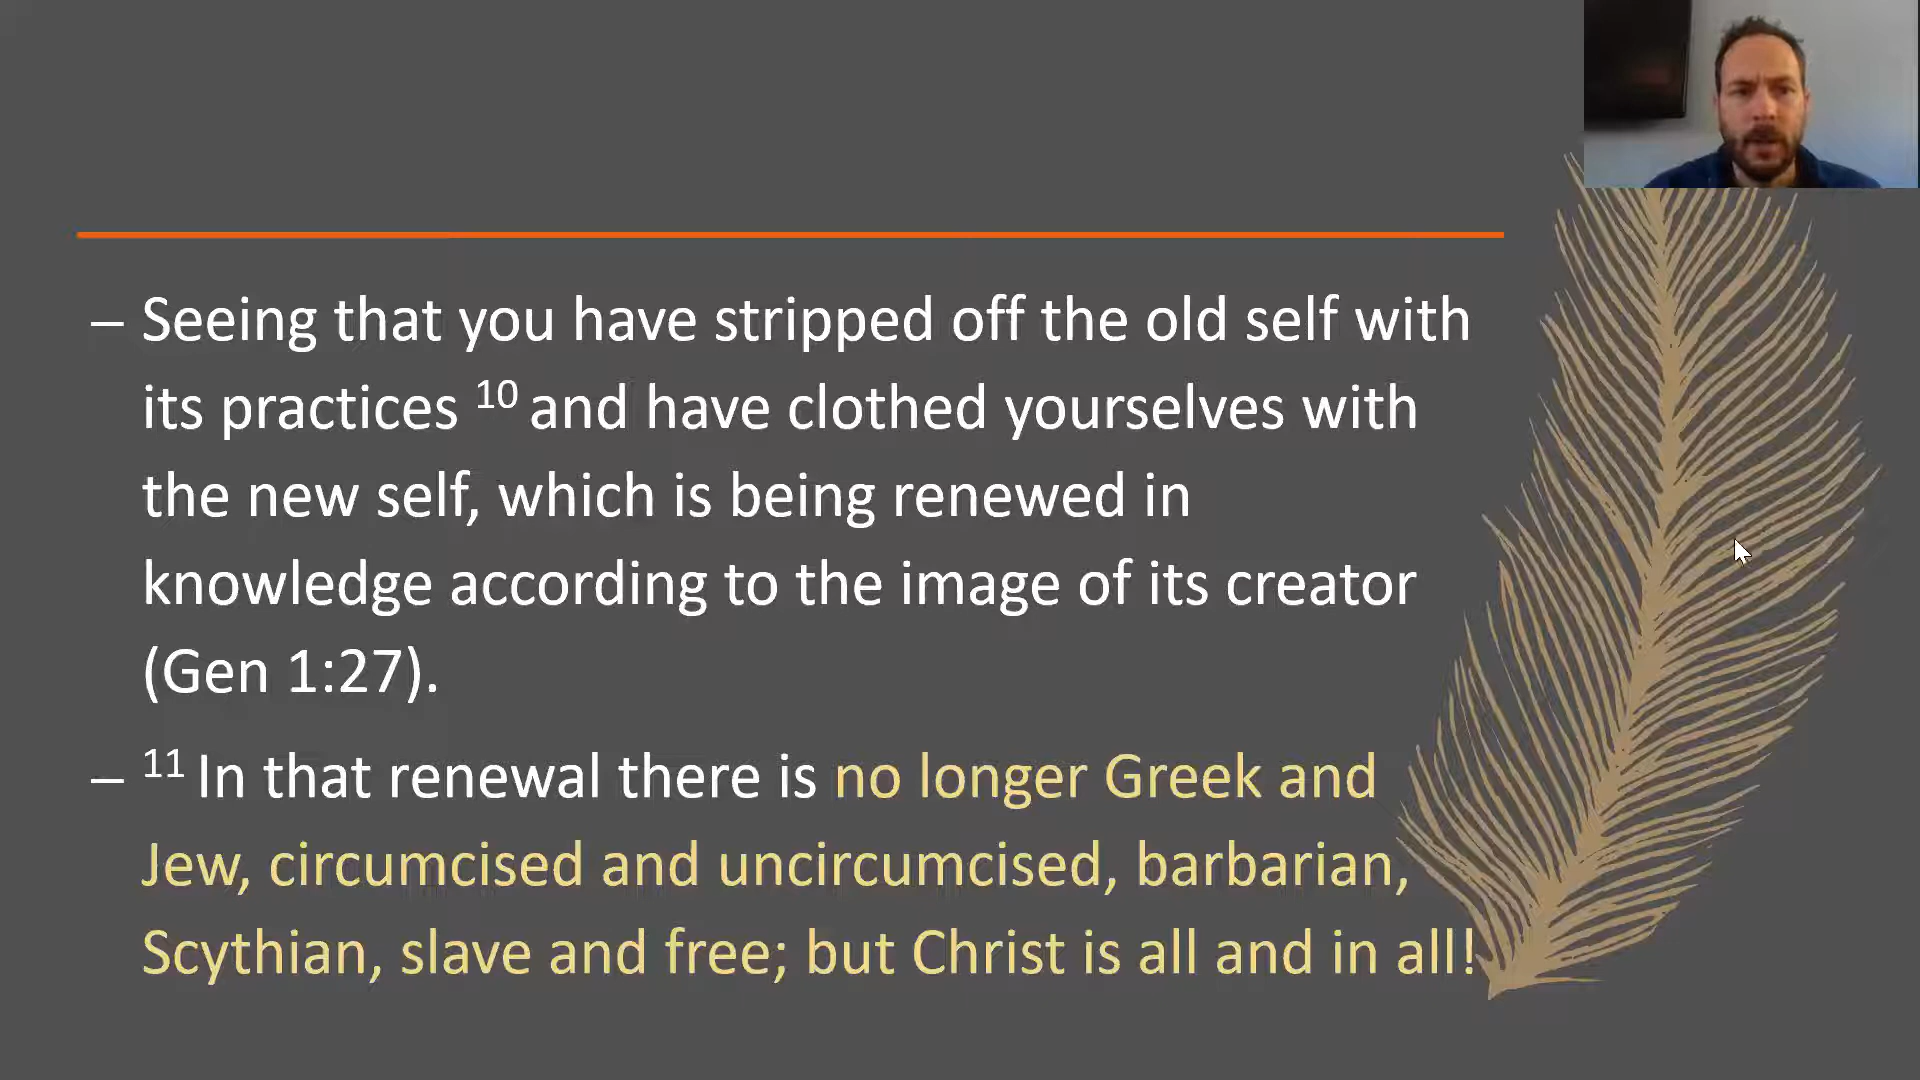 – Seeing that you have stripped off the old self with
its practices ¹⁰ and have clothed yourselves with
the new self, which is being renewed in
knowledge according to the image of its creator
(Gen 1:27).
– ¹¹ In that renewal there is no longer Greek and
Jew, circumcised and uncircumcised, barbarian,
Scythian, slave and free; but Christ is all and in all!